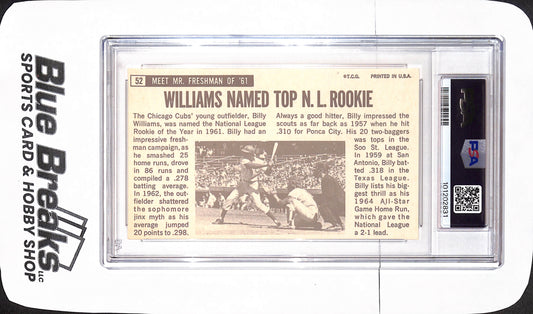 Blue Breaks LLC
SPORTS CARD & HOBBY SHOP
52 MEET MR. FRESHMAN OF '61
©T.C.G. PRINTED IN U.S.A.
WILLIAMS NAMED TOP N. L. ROOKIE
The Chicago Cubs' young outfielder, Billy
Williams, was named the National League
Rookie of the Year in 1961. Billy had an
impressive fresh-
man campaign, as
he smashed 25
home runs, drove
in 86 runs and
compiled a .278
batting average.
In 1962, the out-
fielder shattered
the sophomore
jinx myth as his
average jumped
20 points to .298.
Always a good hitter, Billy impressed the
scouts as far back as 1957 when he hit
.310 for Ponca City. His 20 two-baggers
was tops in the
Soo St. League.
In 1959 at San
Antonio, Billy bat-
ted .318 in the
Texas League.
Billy lists his big-
gest thrill as his
1964 All-Star
Game Home Run,
which gave the
National League
a 2-1 lead.
PSA
101202831